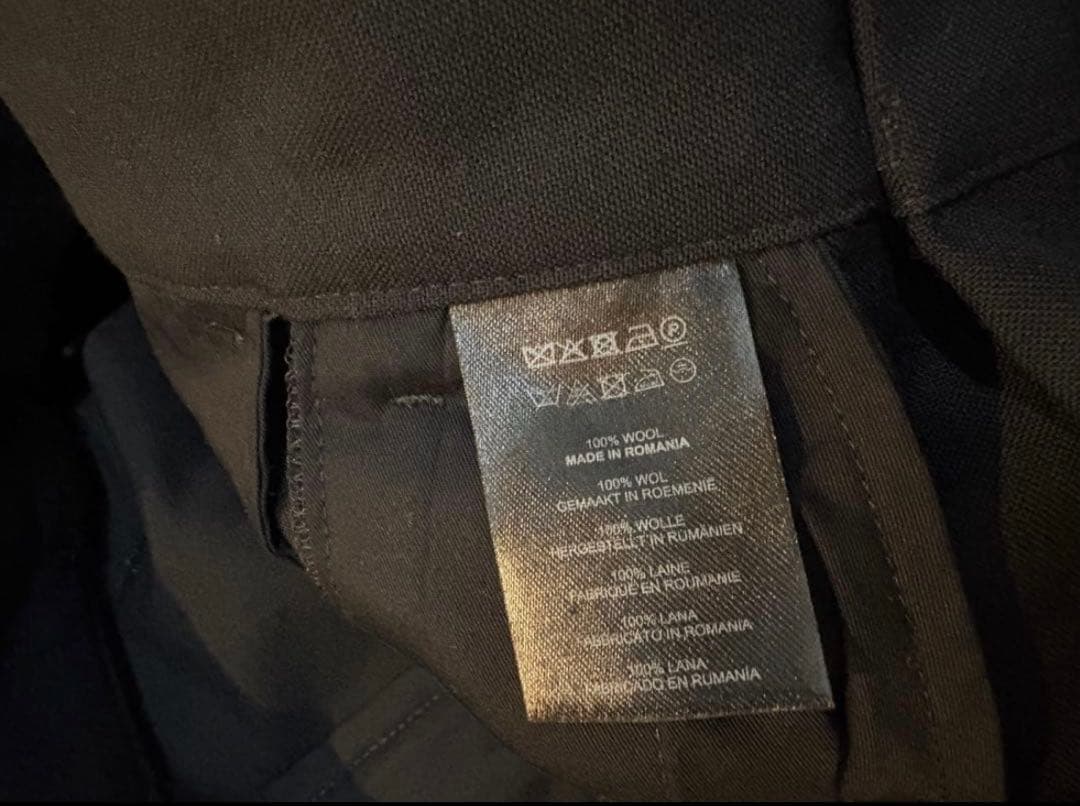 P
100% WOOL
MADE IN ROMANIA
100% WOL
GEMAAKT IN ROEMENIE
100% WOLLE
HERGESTELLT IN RUMÄNIEN
100% LAINE
FABRIQUE EN ROUMANIE
100% LANA
FABBRICATO IN ROMANIA
100% LANA
FABRICADO EN RUMANÍA